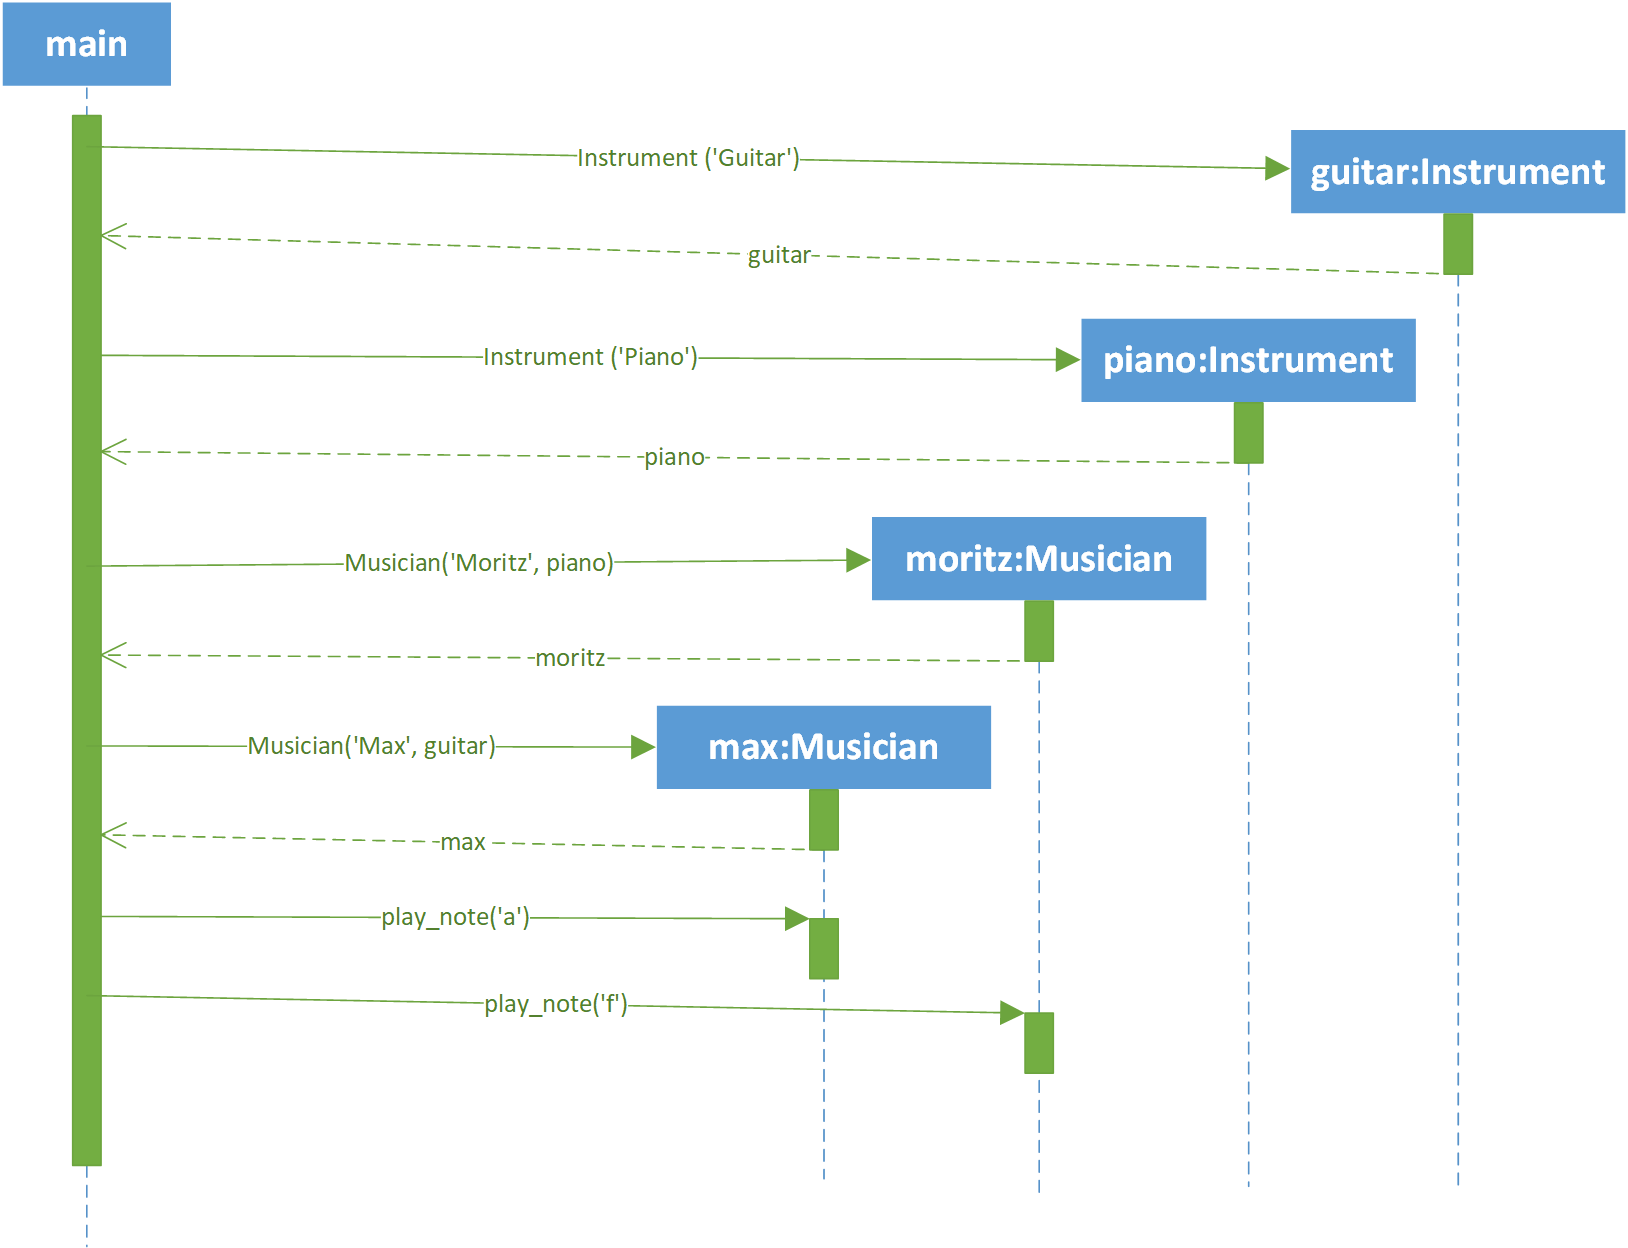 main
Instrument ('Guitar')
guitar:Instrument
guitar
Instrument ('Piano')
piano:Instrument
piano
Musician('Moritz', piano)
moritz:Musician
moritz
Musician('Max', guitar)
max:Musician
max
play_note('a')
play_note('f')